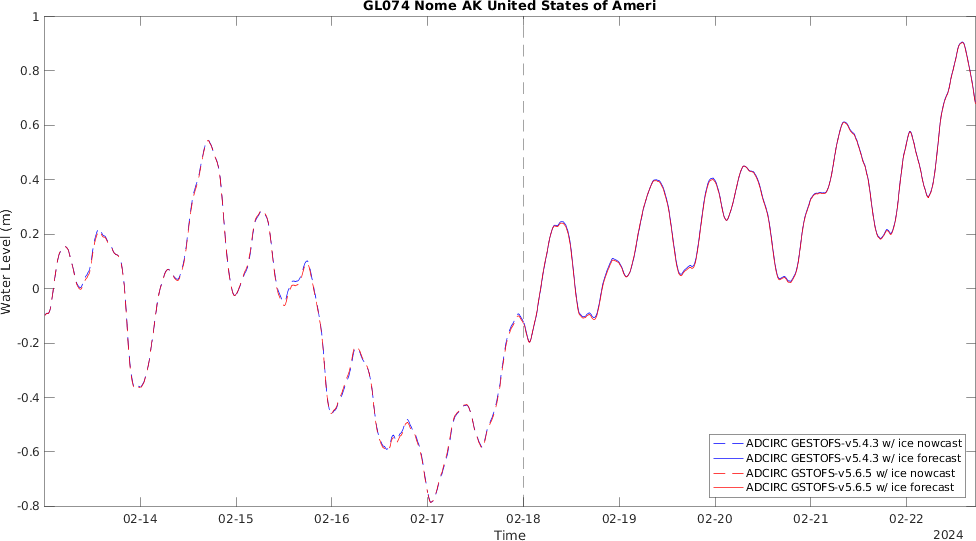 GL074 Nome AK United States of Ameri
1
0.8
0.6
0.4
0.2
0
-0.2
-0.4
-0.6
-0.8
Water Level (m)
ADCIRC GESTOFS-v5.4.3 w/ ice nowcast
ADCIRC GESTOFS-v5.4.3 w/ ice forecast
ADCIRC GSTOFS-v5.6.5 w/ ice nowcast
ADCIRC GSTOFS-v5.6.5 w/ ice forecast
02-14 02-15 02-16 02-17 02-18 02-19 02-20 02-21 02-22
Time
2024